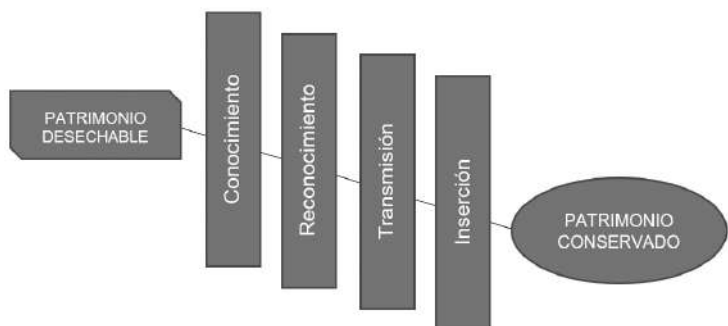 PATRIMONIO
DESECHABLE
Conocimiento
Reconocimiento
Transmisión
Inserción
PATRIMONIO
CONSERVADO